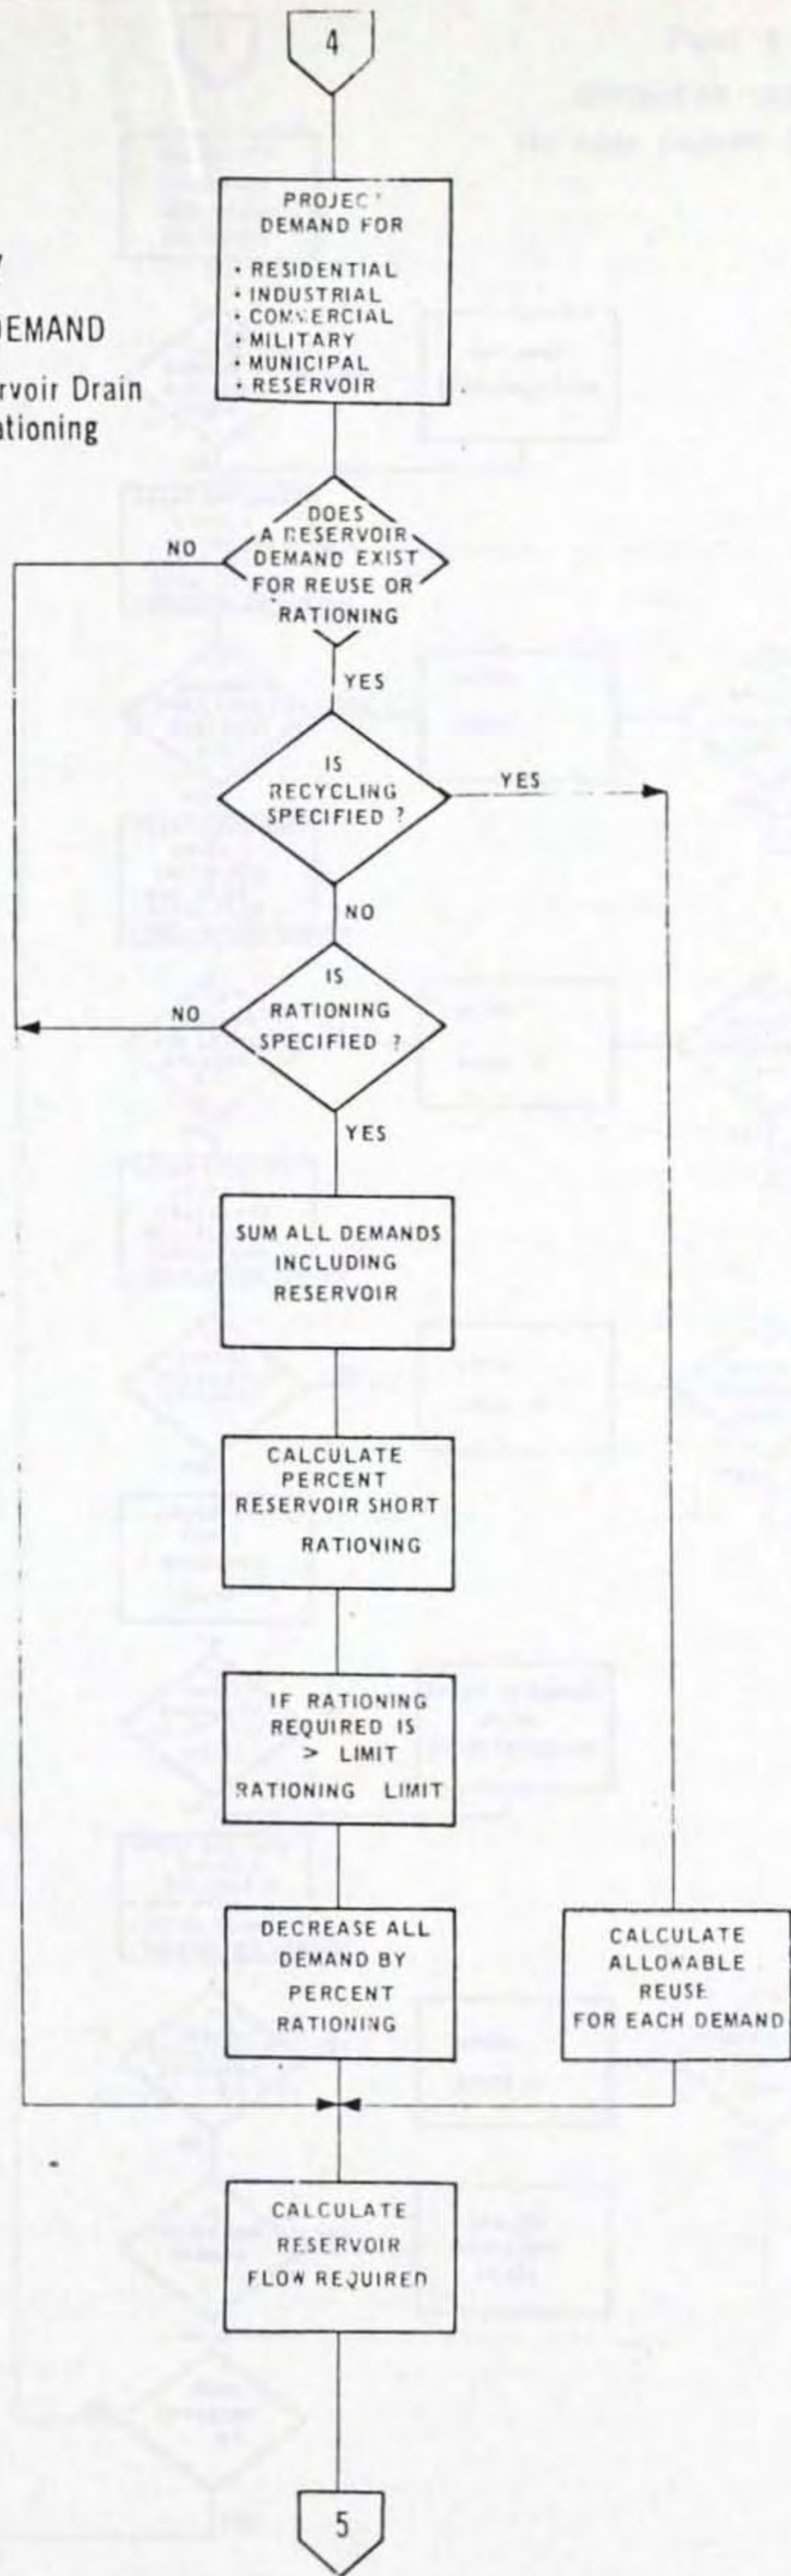 4
PROJEC
DEMAND FOR
• RESIDENTIAL
• INDUSTRIAL
• COMMERCIAL
• MILITARY
• MUNICIPAL
• RESERVOIR
DEMAND
rvoir Drain
ationing
DOES
A RESERVOIR
DEMAND EXIST
FOR REUSE OR
RATIONING
NO
YES
IS
RECYCLING
SPECIFIED ?
YES
NO
IS
RATIONING
SPECIFIED ?
NO
YES
SUM ALL DEMANDS
INCLUDING
RESERVOIR
CALCULATE
PERCENT
RESERVOIR SHORT
RATIONING
IF RATIONING
REQUIRED IS
> LIMIT
RATIONING LIMIT
DECREASE ALL
DEMAND BY
PERCENT
RATIONING
CALCULATE
ALLOWABLE
REUSE
FOR EACH DEMAND
CALCULATE
RESERVOIR
FLOW REQUIRED
5